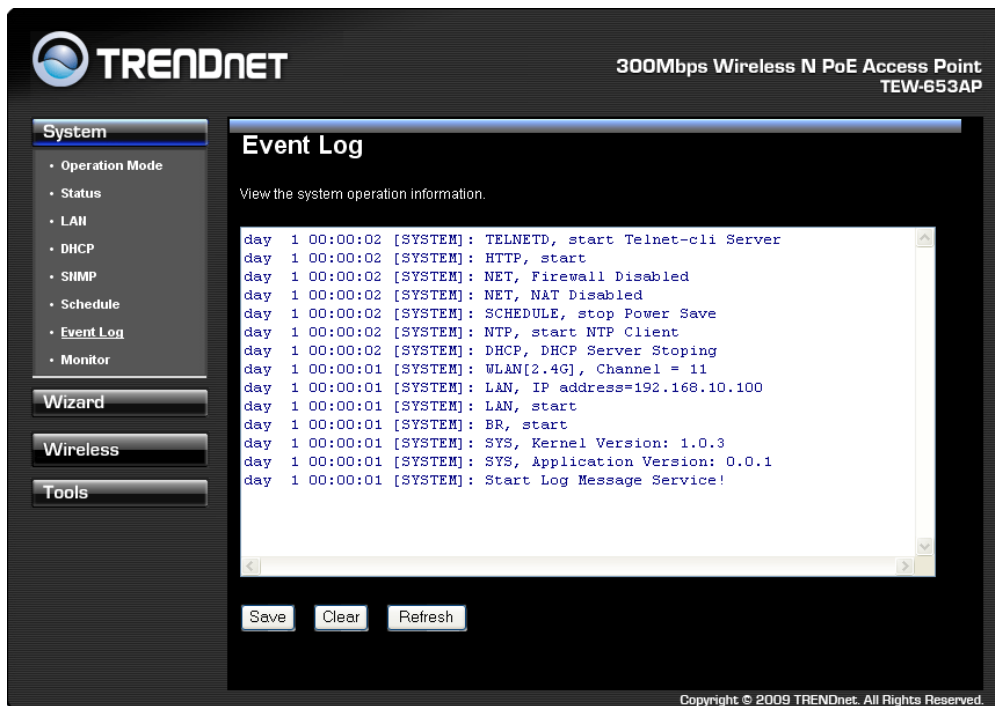 TRENDNET
300Mbps Wireless N PoE Access Point
TEW-653AP
System
• Operation Mode
• Status
• LAN
• DHCP
• SNMP
• Schedule
• Event Log
• Monitor
Wizard
Wireless
Tools
Event Log
View the system operation information.
day 1 00:00:02 [SYSTEM]: TELNETD, start Telnet-cli Server
day 1 00:00:02 [SYSTEM]: HTTP, start
day 1 00:00:02 [SYSTEM]: NET, Firewall Disabled
day 1 00:00:02 [SYSTEM]: NET, NAT Disabled
day 1 00:00:02 [SYSTEM]: SCHEDULE, stop Power Save
day 1 00:00:02 [SYSTEM]: NTP, start NTP Client
day 1 00:00:02 [SYSTEM]: DHCP, DHCP Server Stoping
day 1 00:00:01 [SYSTEM]: WLAN[2.4G], Channel = 11
day 1 00:00:01 [SYSTEM]: LAN, IP address=192.168.10.100
day 1 00:00:01 [SYSTEM]: LAN, start
day 1 00:00:01 [SYSTEM]: BR, start
day 1 00:00:01 [SYSTEM]: SYS, Kernel Version: 1.0.3
day 1 00:00:01 [SYSTEM]: SYS, Application Version: 0.0.1
day 1 00:00:01 [SYSTEM]: Start Log Message Service!
Save Clear Refresh
Copyright © 2009 TRENDnet. All Rights Reserved.